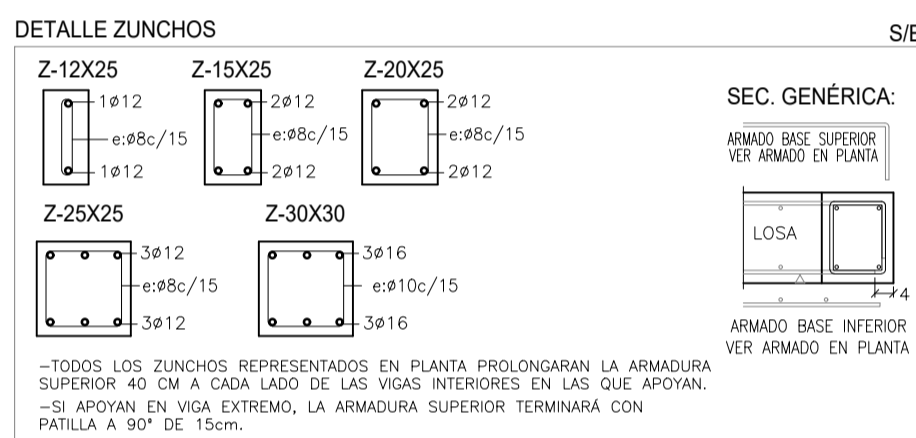 DETALLE ZUNCHOS
S/E
Z-12X25
Z-15X25
Z-20X25
1ø12
e:ø8c/15
1ø12
2ø12
e:ø8c/15
2ø12
2ø12
e:ø8c/15
2ø12
Z-25X25
Z-30X30
3ø12
e:ø8c/15
3ø12
3ø16
e:ø10c/15
3ø16
-TODOS LOS ZUNCHOS REPRESENTADOS EN PLANTA PROLONGARAN LA ARMADURA
SUPERIOR 40 CM A CADA LADO DE LAS VIGAS INTERIORES EN LAS QUE APOYAN.
-SI APOYAN EN VIGA EXTREMO, LA ARMADURA SUPERIOR TERMINARÁ CON
PATILLA A 90° DE 15cm.
SEC. GENÉRICA:
ARMADO BASE SUPERIOR
VER ARMADO EN PLANTA
LOSA
4
ARMADO BASE INFERIOR
VER ARMADO EN PLANTA